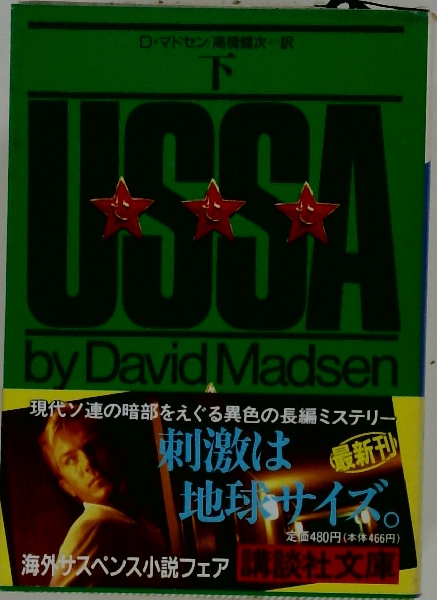 D・マドセン/高橋健次＝訳
下
USSA
by David Madsen
現代ソ連の暗部をえぐる異色の長編ミステリー
刺激は
最新刊
地球サイズ。
定価480円(本体466円)
海外サスペンス小説フェア
講談社文庫